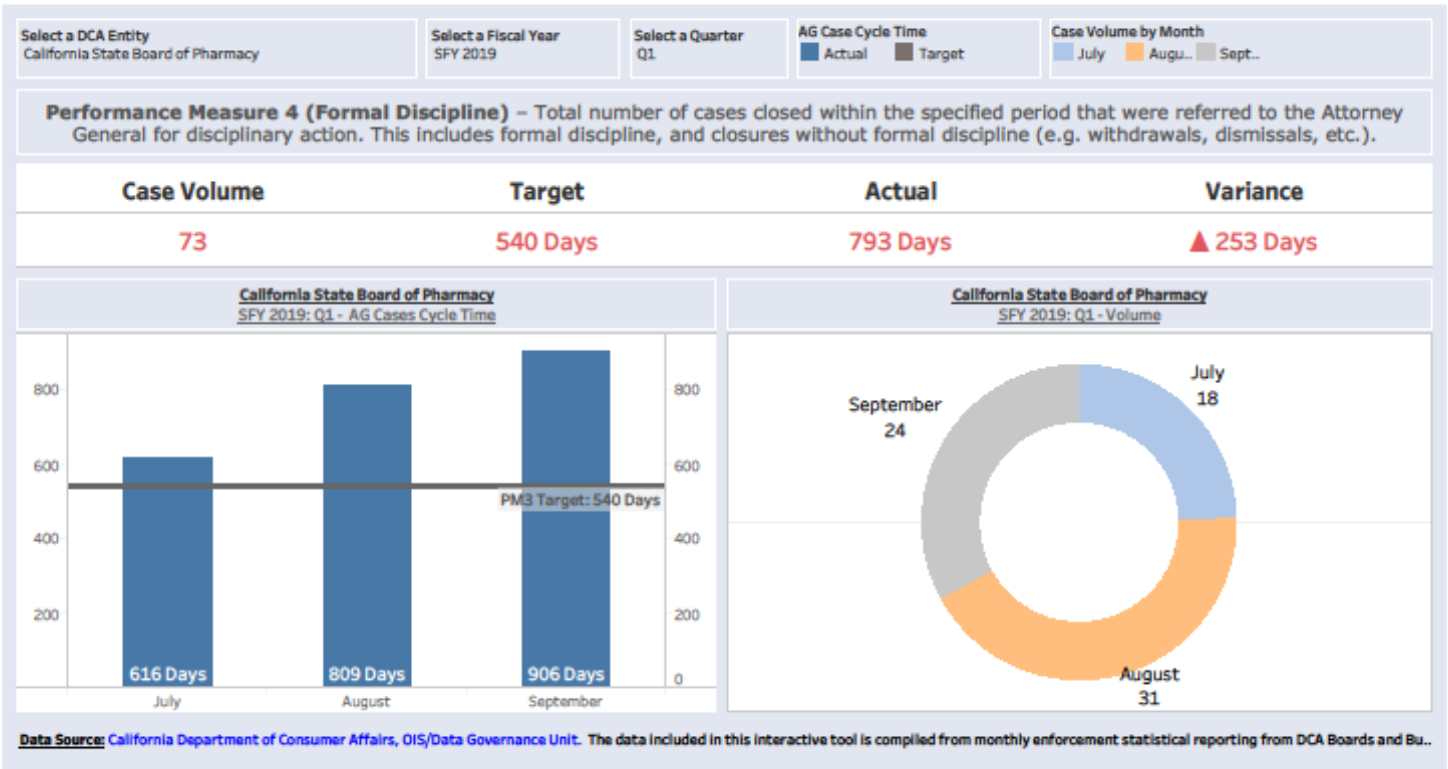 Select a DCA Entity
California State Board of Pharmacy
Select a Fiscal Year
SFY 2019
Select a Quarter
Q1
AG Case Cycle Time
Actual
Target
Case Volume by Month
July
Augu..
Sept..
Performance Measure 4 (Formal Discipline) – Total number of cases closed within the specified period that were referred to the Attorney
General for disciplinary action. This includes formal discipline, and closures without formal discipline (e.g. withdrawals, dismissals, etc.).
Case Volume Target Actual Variance
73 540 Days 793 Days ▲ 253 Days
California State Board of Pharmacy
SFY 2019: Q1 - AG Cases Cycle Time
800
600
400
200
800
600
400
200
0
PM3 Target: 540 Days
616 Days
809 Days
906 Days
July
August
September
California State Board of Pharmacy
SFY 2019: Q1 - Volume
July
18
September
24
August
31
Data Source: California Department of Consumer Affairs, OIS/Data Governance Unit. The data included in this interactive tool is compiled from monthly enforcement statistical reporting from DCA Boards and Bu..